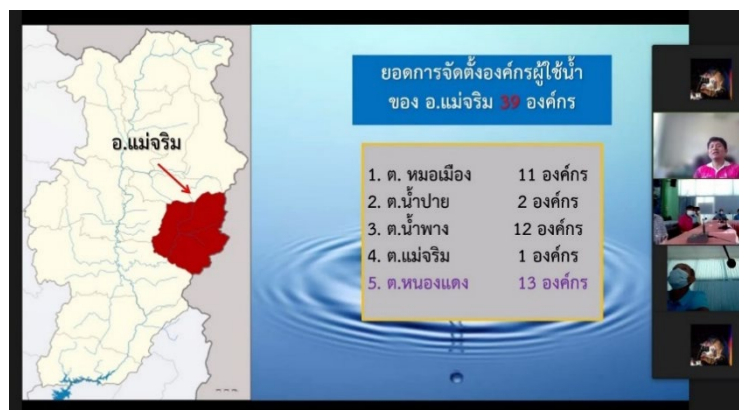 ยอดการจัดตั้งองค์กรผู้ใช้น้ำ
ของ อ.แม่จริม 39 องค์กร
อ.แม่จริม
1. ต. หมอเมือง 11 องค์กร
2. ต.น้ำปาย 2 องค์กร
3. ต.น้ำพาง 12 องค์กร
4. ต.แม่จริม 1 องค์กร
5. ต.หนองแดง 13 องค์กร